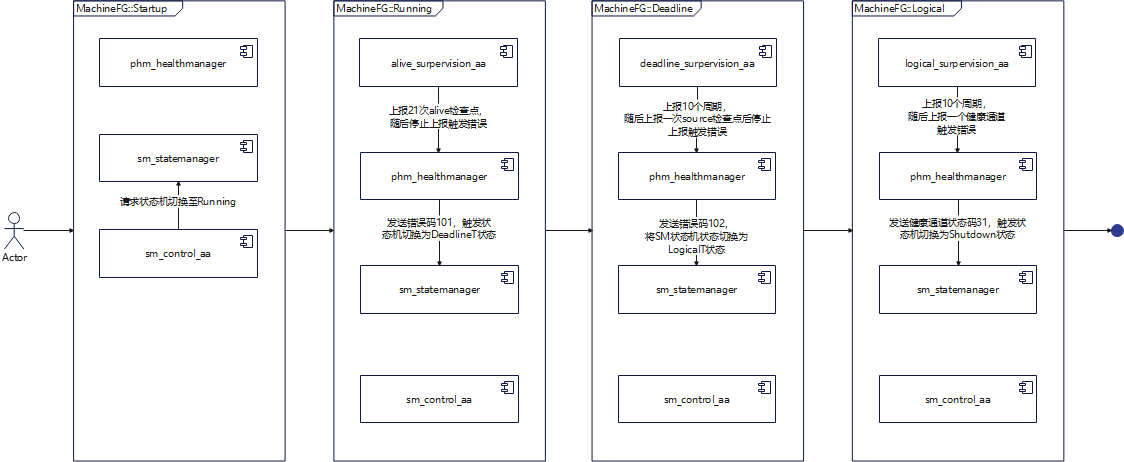 MachineFG::Startup
phm_healthmanager
sm_statemanager
请求状态机切换至Running
sm_control_aa
Actor
MachineFG::Running
alive_surpervision_aa
上报21次alive检查点,
随后停止上报触发错误
phm_healthmanager
发送错误码101，触发状
态机切换为DeadlineT状态
sm_statemanager
sm_control_aa
MachineFG::Deadline
deadline_surpervision_aa
上报10个周期，
随后上报一次source检查点后停止
上报触发错误
phm_healthmanager
发送错误码102，
将SM状态机状态切换为
LogicalT状态
sm_statemanager
sm_control_aa
MachineFG::Logical
logical_surpervision_aa
上报10个周期，
随后上报一个健康通道
触发错误
phm_healthmanager
发送健康通道状态码31，触发状
态机切换为Shutdown状态
sm_statemanager
sm_control_aa